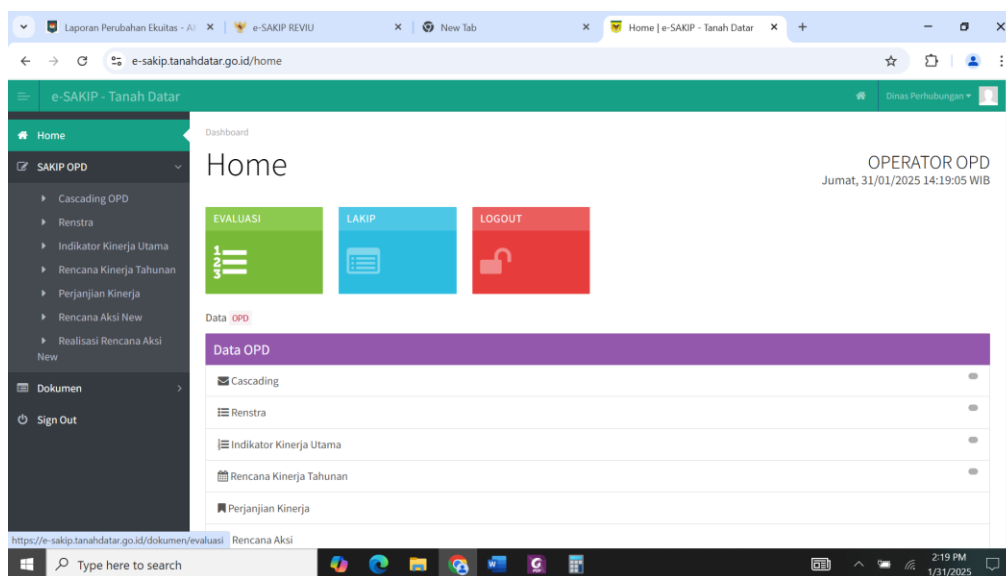 Laporan Perubahan Ekuitas - A
e-SAKIP REVIU
New Tab
Home | e-SAKIP - Tanah Datar
e-sakip.tanahdatar.go.id/home
e-SAKIP - Tanah Datar
Dinas Perhubungan
Home
SAKIP OPD
Cascading OPD
Renstra
Indikator Kinerja Utama
Rencana Kinerja Tahunan
Perjanjian Kinerja
Rencana Aksi New
Realisasi Rencana Aksi
New
Dokumen
Sign Out
Dashboard
Home
OPERATOR OPD
Jumat, 31/01/2025 14:19:05 WIB
EVALUASI
LAKIP
LOGOUT
1
2
3
Data OPD
Data OPD
Cascading
Renstra
Indikator Kinerja Utama
Rencana Kinerja Tahunan
Perjanjian Kinerja
Rencana Aksi
https://e-sakip.tanahdatar.go.id/dokumen/evaluasi
Type here to search
2:19 PM
1/31/2025